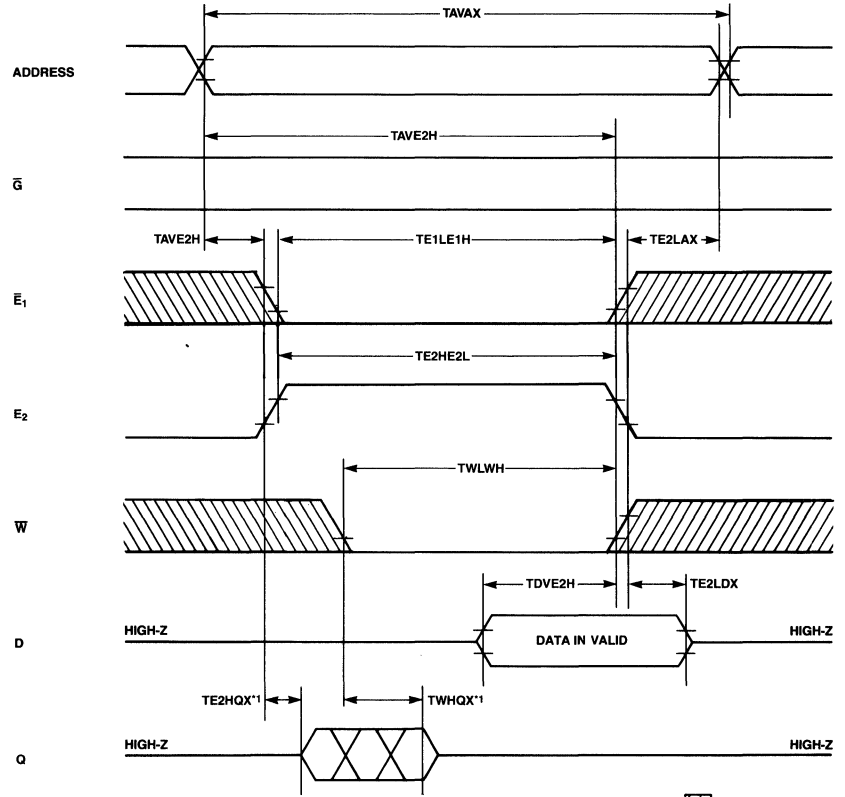 TAVAX
ADDRESS
TAVE2H
G̅
TAVE2H
TE1LE1H
TE2LAX
E̅₁
TE2HE2L
E₂
TWLWH
W̅
TDVE2H
TE2LDX
HIGH-Z
DATA IN VALID
HIGH-Z
D
TE2HQX*1
TWHQX*1
HIGH-Z
HIGH-Z
Q